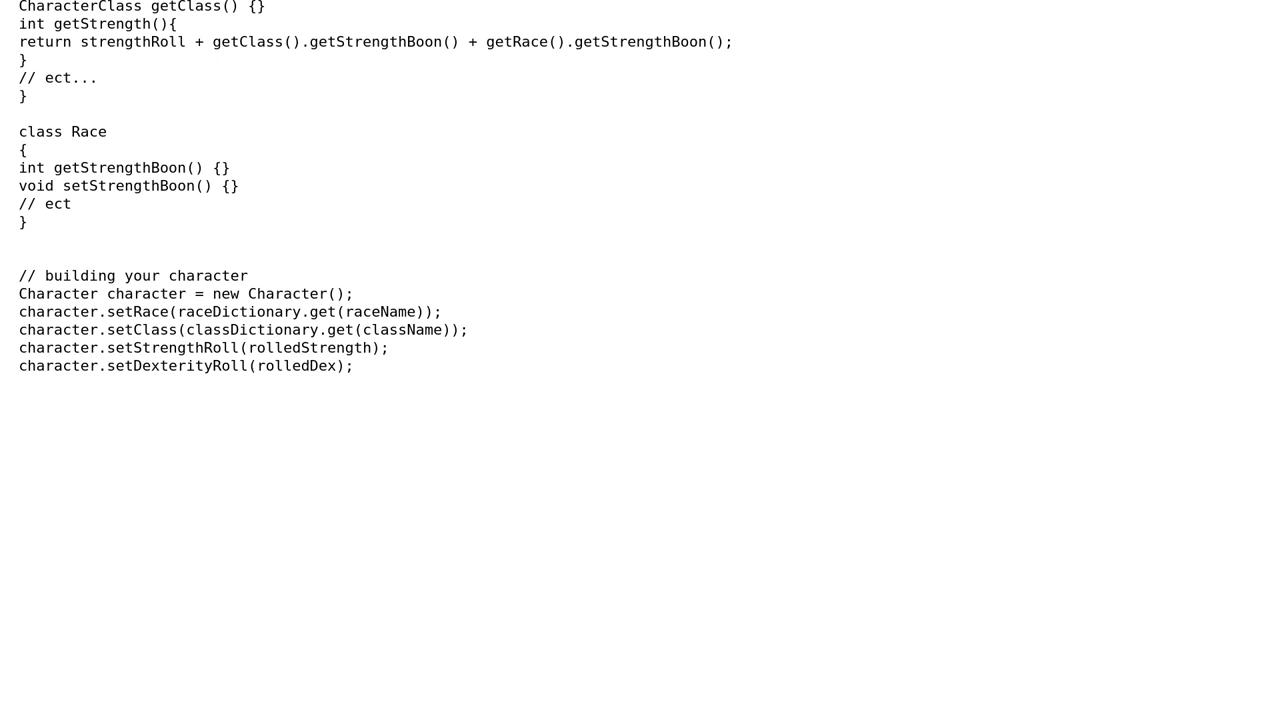 CharacterClass getClass() {}
int getStrength(){
return strengthRoll + getClass().getStrengthBoon() + getRace().getStrengthBoon();
}
// ect...
}
class Race
{
int getStrengthBoon() {}
void setStrengthBoon() {}
// ect
}
// building your character
Character character = new Character();
character.setRace(raceDictionary.get(raceName));
character.setClass(classDictionary.get(className));
character.setStrengthRoll(rolledStrength);
character.setDexterityRoll(rolledDex);